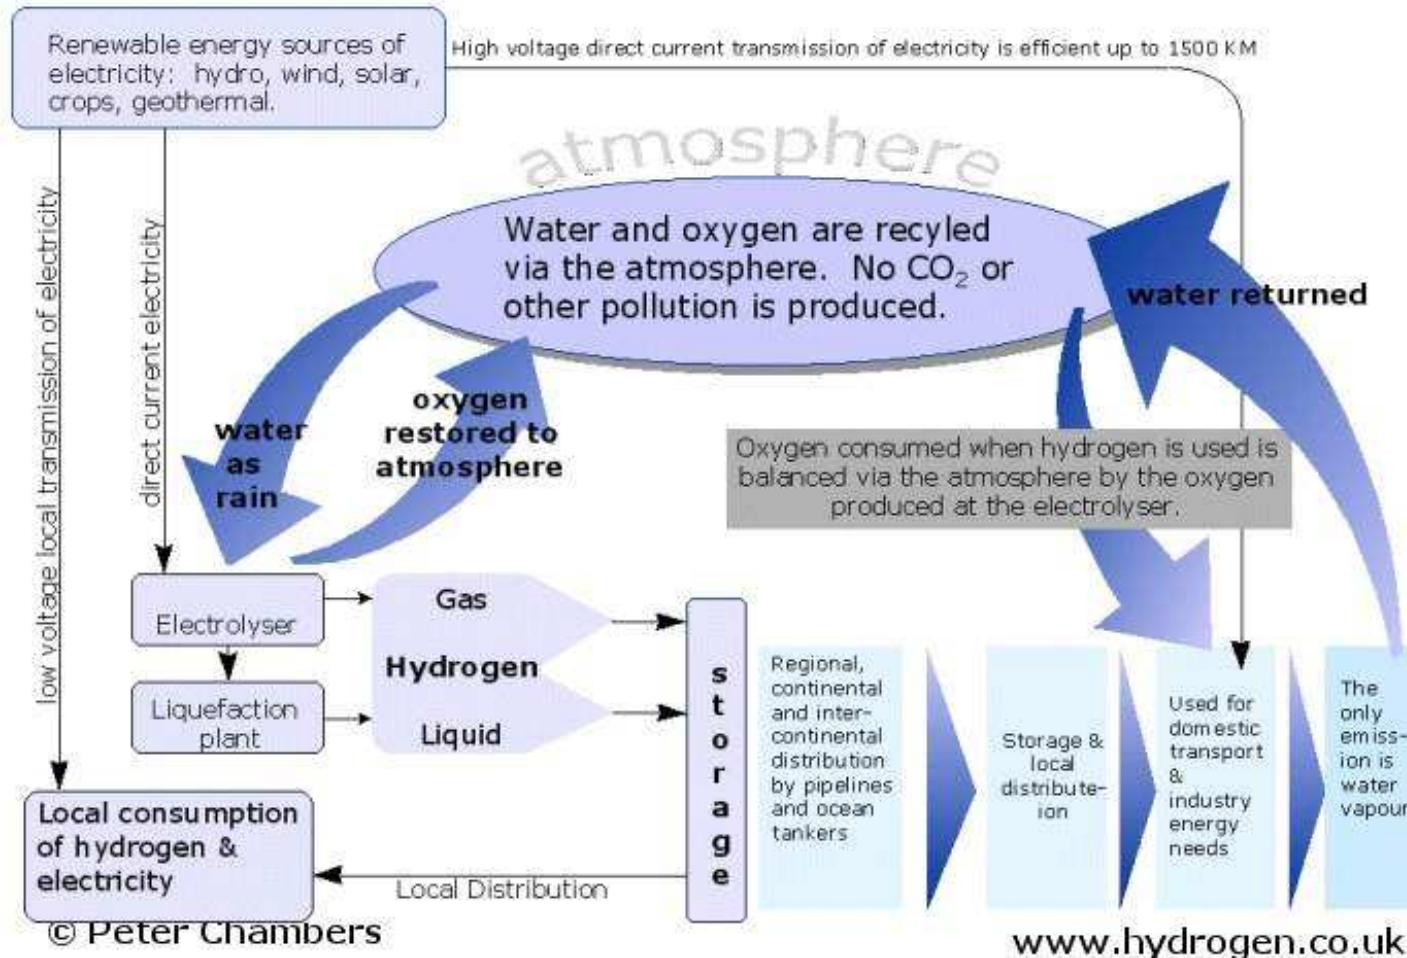 Renewable energy sources of
electricity: hydro, wind, solar,
crops, geothermal.
High voltage direct current transmission of electricity is efficient up to 1500 KM
atmosphere
Water and oxygen are recyled
via the atmosphere. No CO₂ or
other pollution is produced.
low voltage local transmission of electricity
direct current electricity
water
as
rain
oxygen
restored to
atmosphere
water returned
Oxygen consumed when hydrogen is used is
balanced via the atmosphere by the oxygen
produced at the electrolyser.
Electrolyser
Liquefaction
plant
Gas
Hydrogen
Liquid
storage
Regional,
continental
and inter-
continental
distribution
by pipelines
and ocean
tankers
Storage &
local
distribute-
ion
Used for
domestic
transport
&
industry
energy
needs
The
only
emiss-
ion is
water
vapour
Local consumption
of hydrogen &
electricity
Local Distribution
© Peter Chambers
www.hydrogen.co.uk